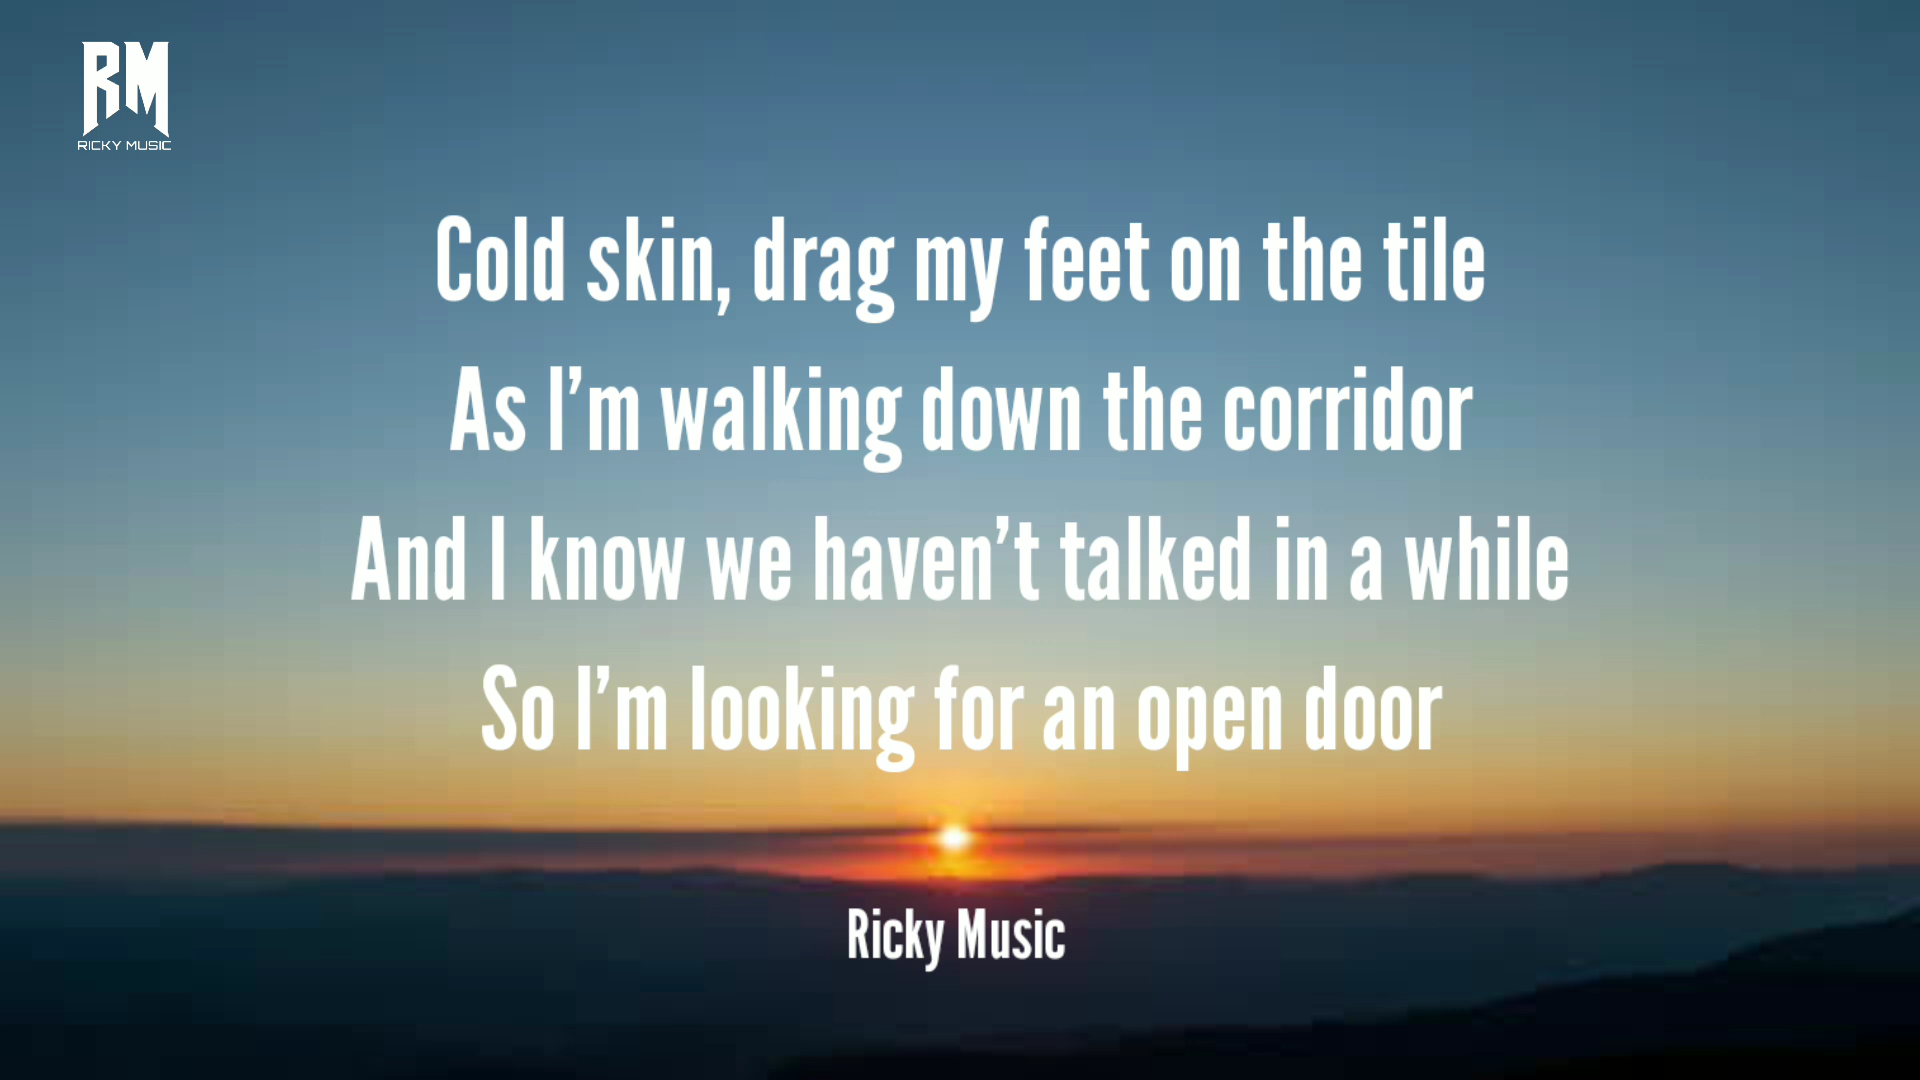 RM
RICKY MUSIC
Cold skin, drag my feet on the tile
As I’m walking down the corridor
And I know we haven’t talked in a while
So I’m looking for an open door
Ricky Music